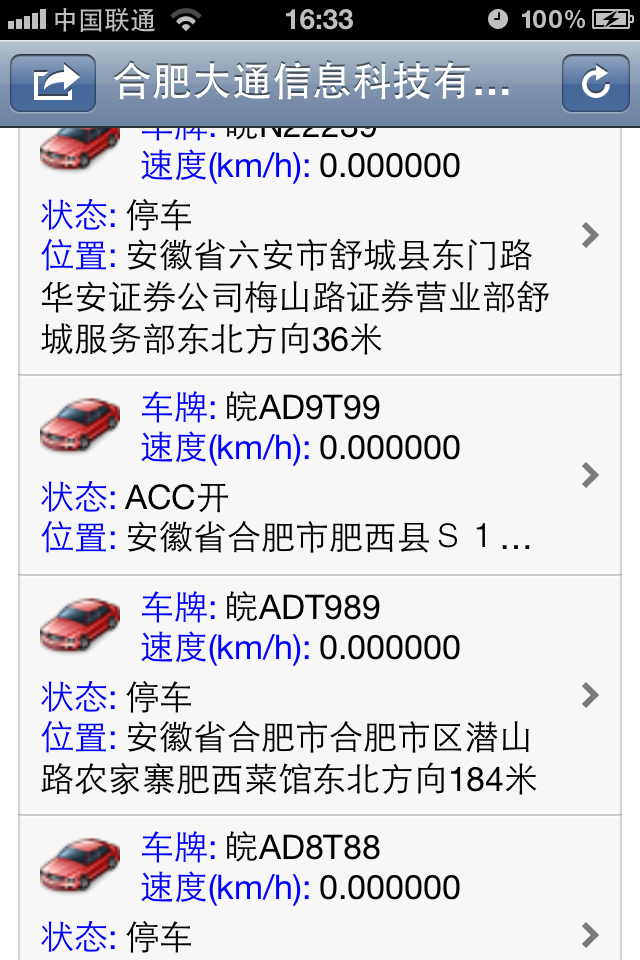 中国联通 16:33 100%
合肥大通信息科技有...
车牌: 皖N22239
速度(km/h): 0.000000
状态: 停车
位置: 安徽省六安市舒城县东门路
华安证券公司梅山路证券营业部舒
城服务部东北方向36米
车牌: 皖AD9T99
速度(km/h): 0.000000
状态: ACC开
位置: 安徽省合肥市肥西县Ｓ１...
车牌: 皖ADT989
速度(km/h): 0.000000
状态: 停车
位置: 安徽省合肥市合肥市区潜山
路农家寨肥西菜馆东北方向184米
车牌: 皖AD8T88
速度(km/h): 0.000000
状态: 停车